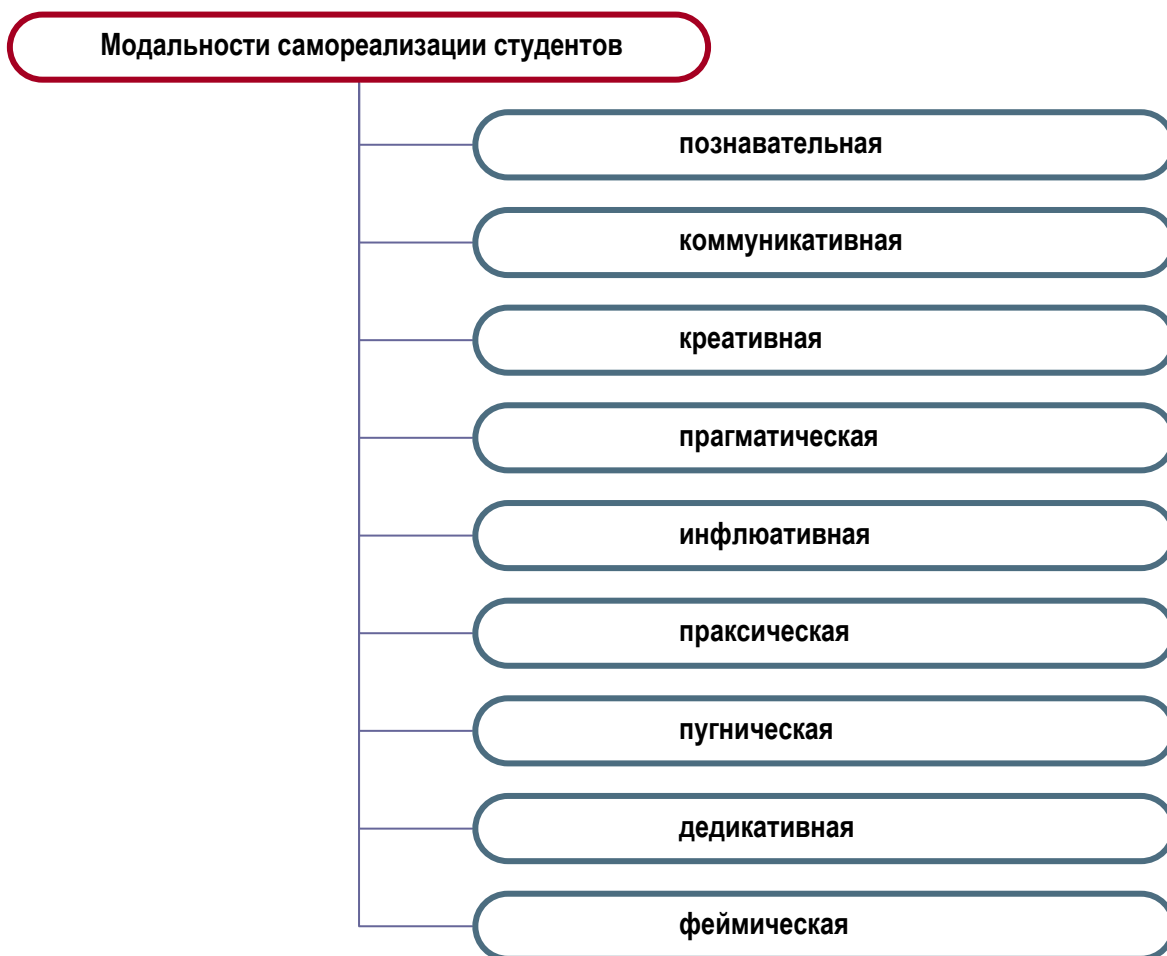 Модальности самореализации студентов
познавательная
коммуникативная
креативная
прагматическая
инфлюативная
праксическая
пугническая
дедикативная
феймическая